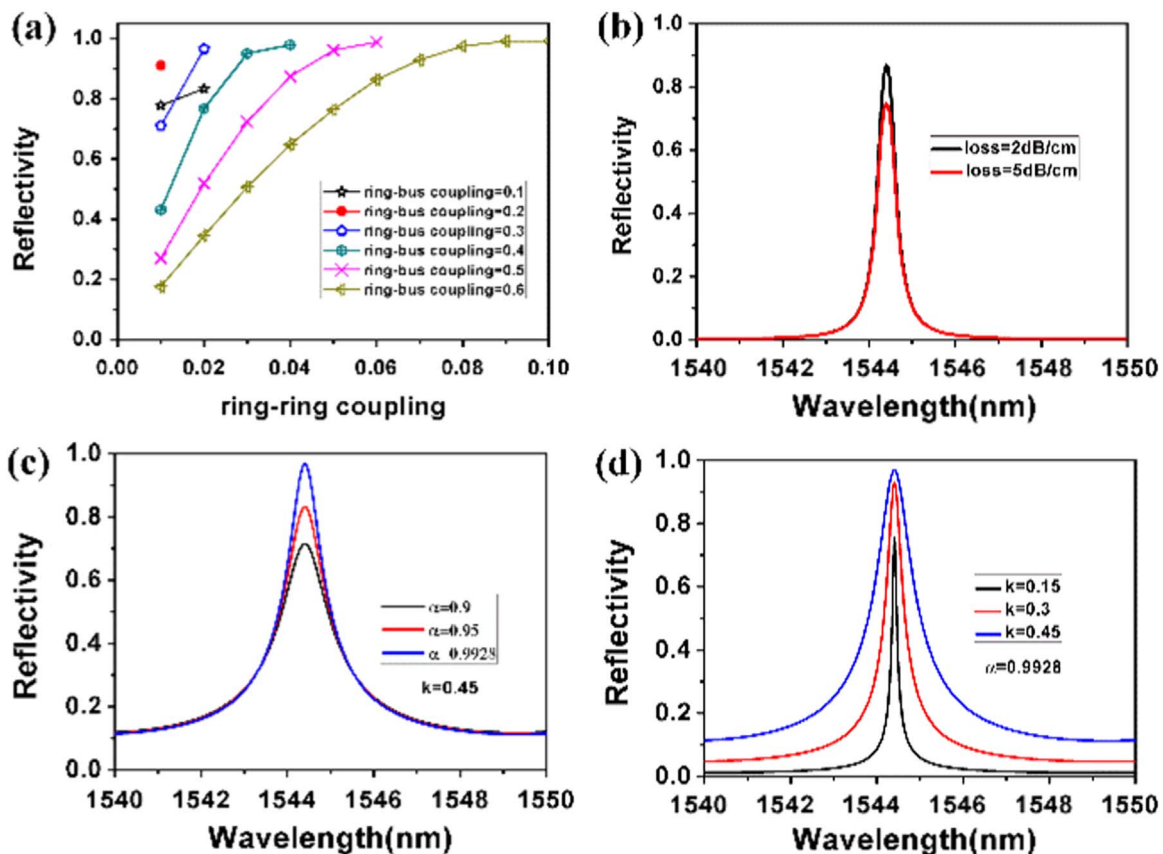 (a)
Reflectivity
1.0
0.8
0.6
0.4
0.2
0.0
0.00 0.02 0.04 0.06 0.08 0.10
ring-ring coupling
ring-bus coupling=0.1
ring-bus coupling=0.2
ring-bus coupling=0.3
ring-bus coupling=0.4
ring-bus coupling=0.5
ring-bus coupling=0.6
(b)
Reflectivity
1.0
0.8
0.6
0.4
0.2
0.0
1540 1542 1544 1546 1548 1550
Wavelength(nm)
loss=2dB/cm
loss=5dB/cm
(c)
Reflectivity
1.0
0.8
0.6
0.4
0.2
0.0
1540 1542 1544 1546 1548 1550
Wavelength(nm)
α=0.9
α=0.95
α 0.9928
k=0.45
(d)
Reflectivity
1.0
0.8
0.6
0.4
0.2
0.0
1540 1542 1544 1546 1548 1550
Wavelength(nm)
k=0.15
k=0.3
k=0.45
α=0.9928